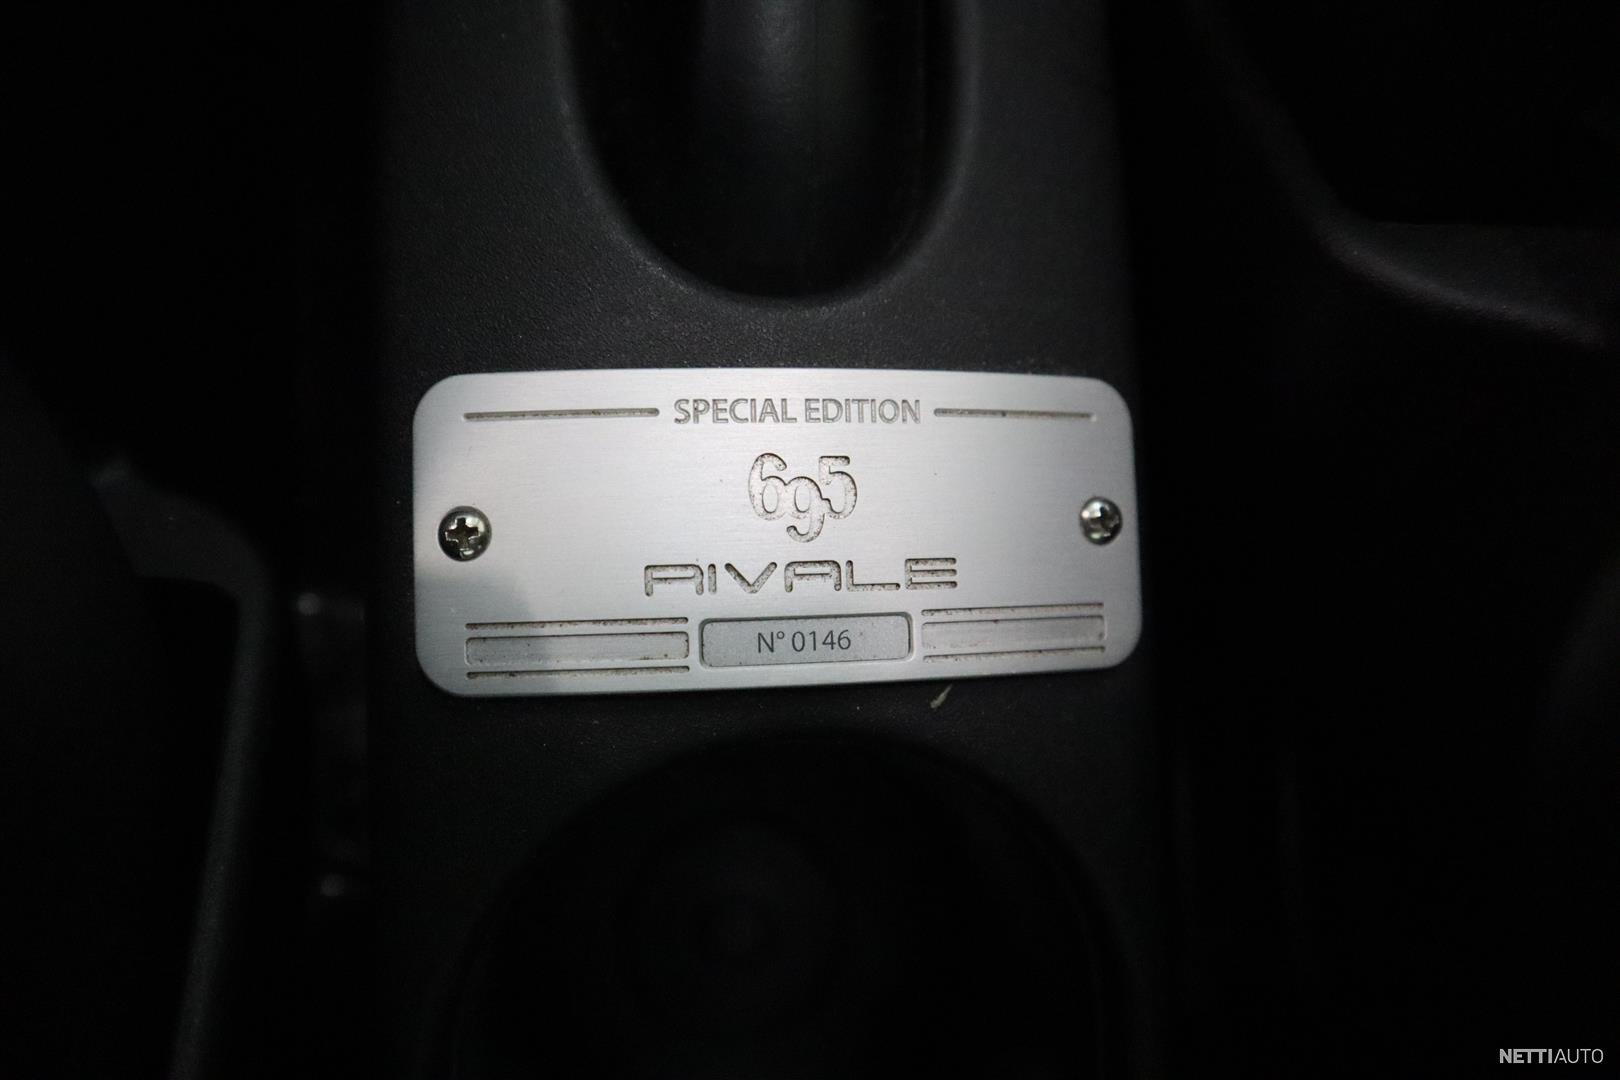 SPECIAL EDITION
695
RIVALE
N° 0146
NETTIAUTO